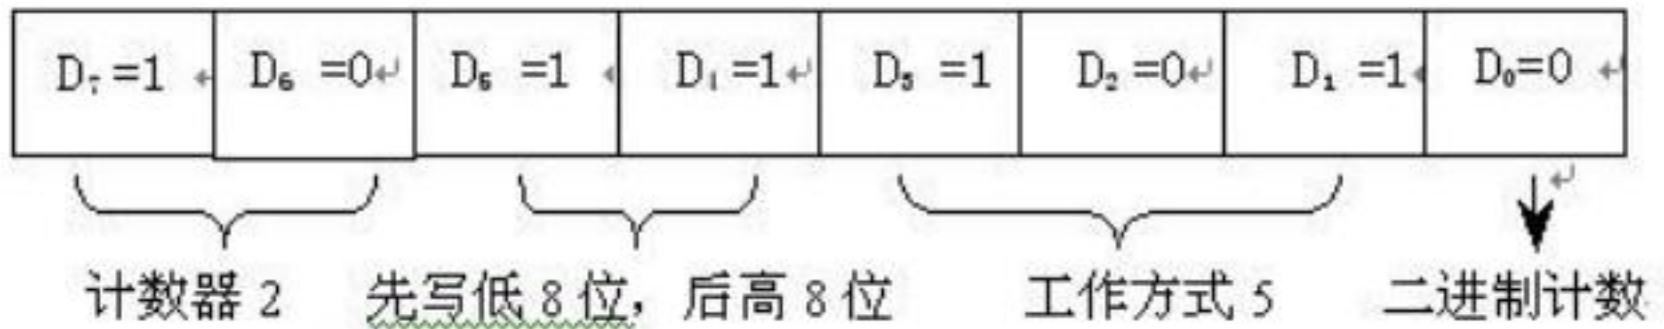 D₇=1 D₆=0 D₅=1 D₄=1 D₃=1 D₂=0 D₁=1 D₀=0
计数器2 先写低8位，后高8位 工作方式5 二进制计数